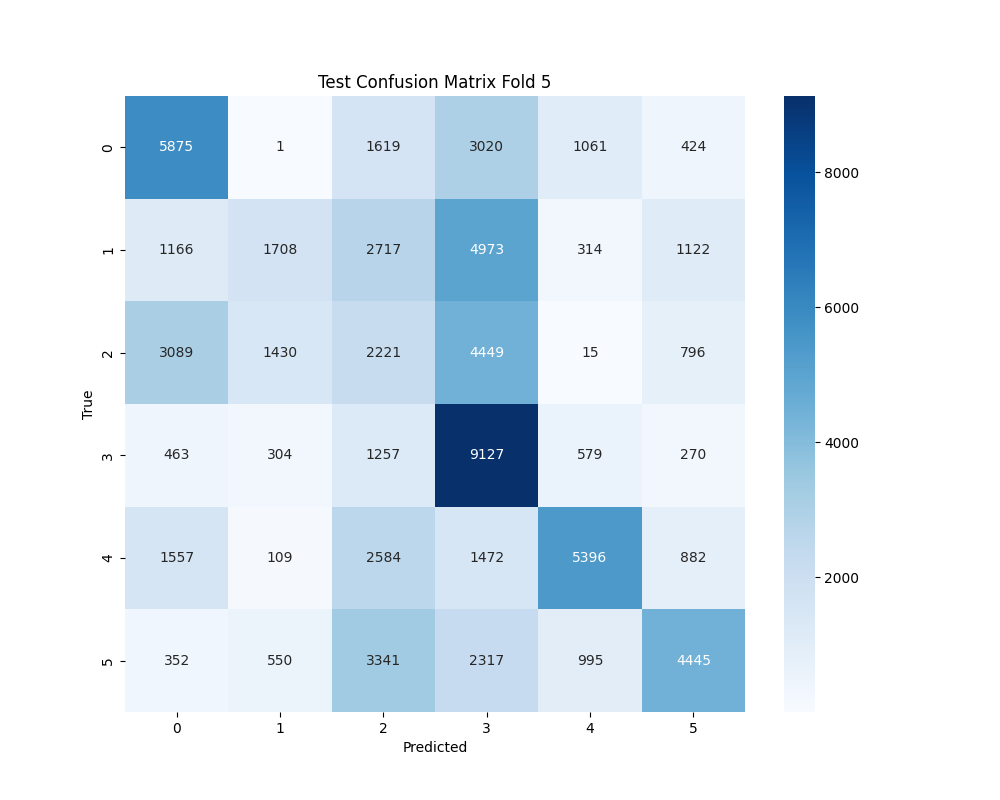 Test Confusion Matrix Fold 5
0 5875 1 1619 3020 1061 424
1 1166 1708 2717 4973 314 1122
2 3089 1430 2221 4449 15 796
3 463 304 1257 9127 579 270
4 1557 109 2584 1472 5396 882
5 352 550 3341 2317 995 4445
0 1 2 3 4 5
Predicted
True
8000
6000
4000
2000